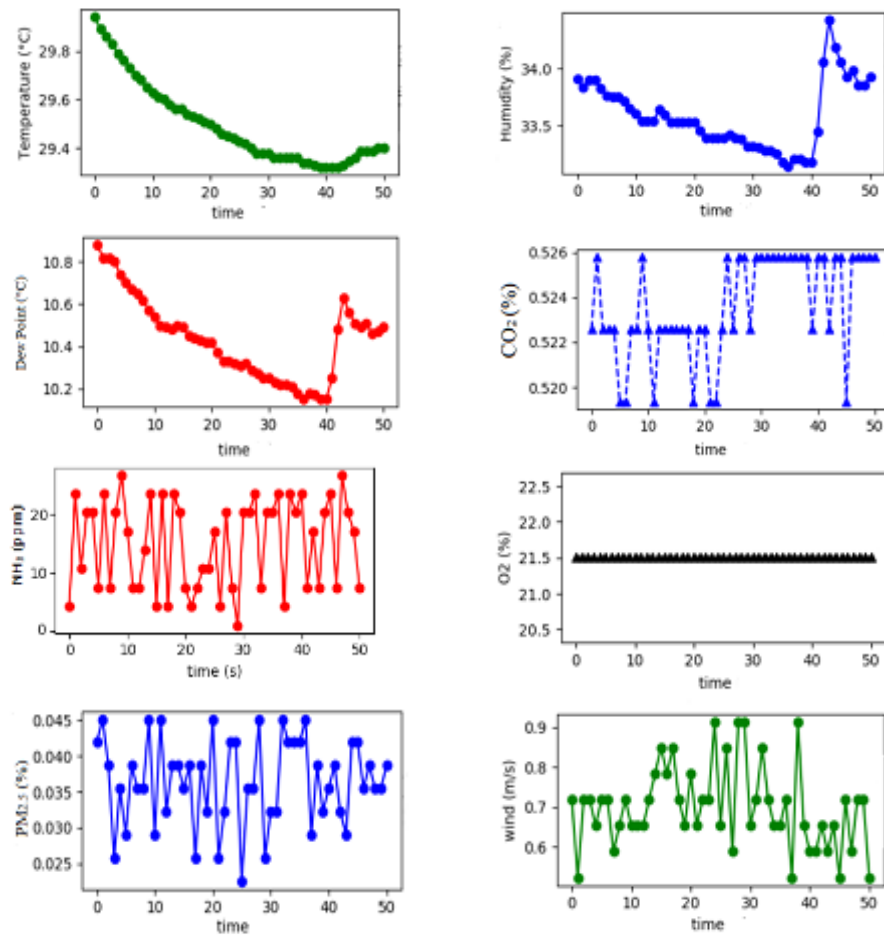 Temperature (°C)
29.8
29.6
29.4
0 10 20 30 40 50
time
Humidity (%)
34.0
33.5
0 10 20 30 40 50
time
Dew Point (°C)
10.8
10.6
10.4
10.2
0 10 20 30 40 50
time
CO₂ (%)
0.526
0.524
0.522
0.520
0 10 20 30 40 50
time
NH₃ (ppm)
20
10
0
0 10 20 30 40 50
time (s)
O2 (%)
22.5
22.0
21.5
21.0
20.5
0 10 20 30 40 50
time
PM2.5 (%)
0.045
0.040
0.035
0.030
0.025
0 10 20 30 40 50
time
wind (m/s)
0.9
0.8
0.7
0.6
0 10 20 30 40 50
time